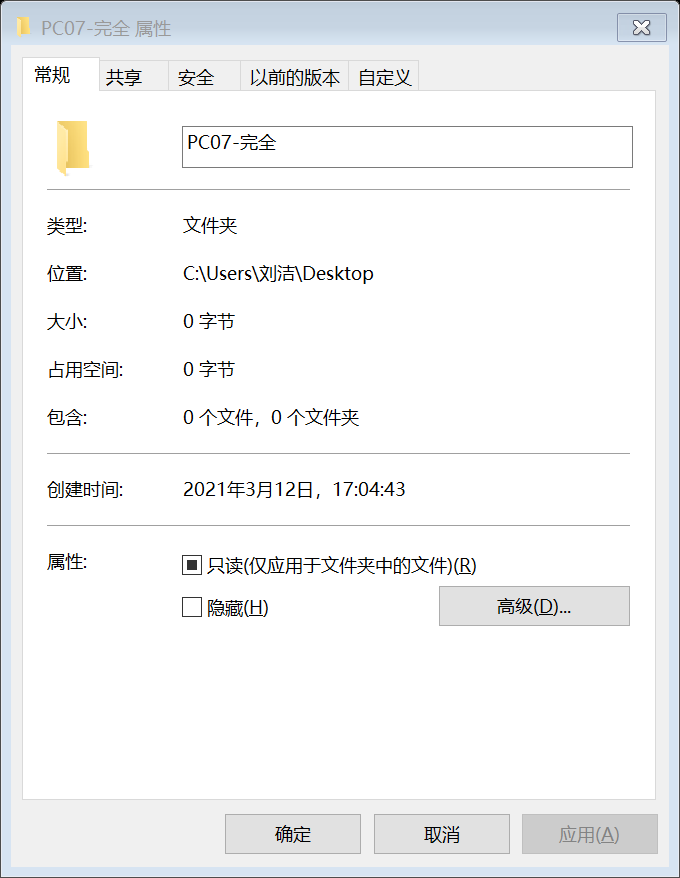 PC07-完全 属性
常规 共享 安全 以前的版本 自定义
PC07-完全
类型: 文件夹
位置: C:\Users\刘洁\Desktop
大小: 0 字节
占用空间: 0 字节
包含: 0 个文件，0 个文件夹
创建时间: 2021年3月12日，17:04:43
属性: 只读(仅应用于文件夹中的文件)(R)
隐藏(H) 高级(D)...
确定 取消 应用(A)